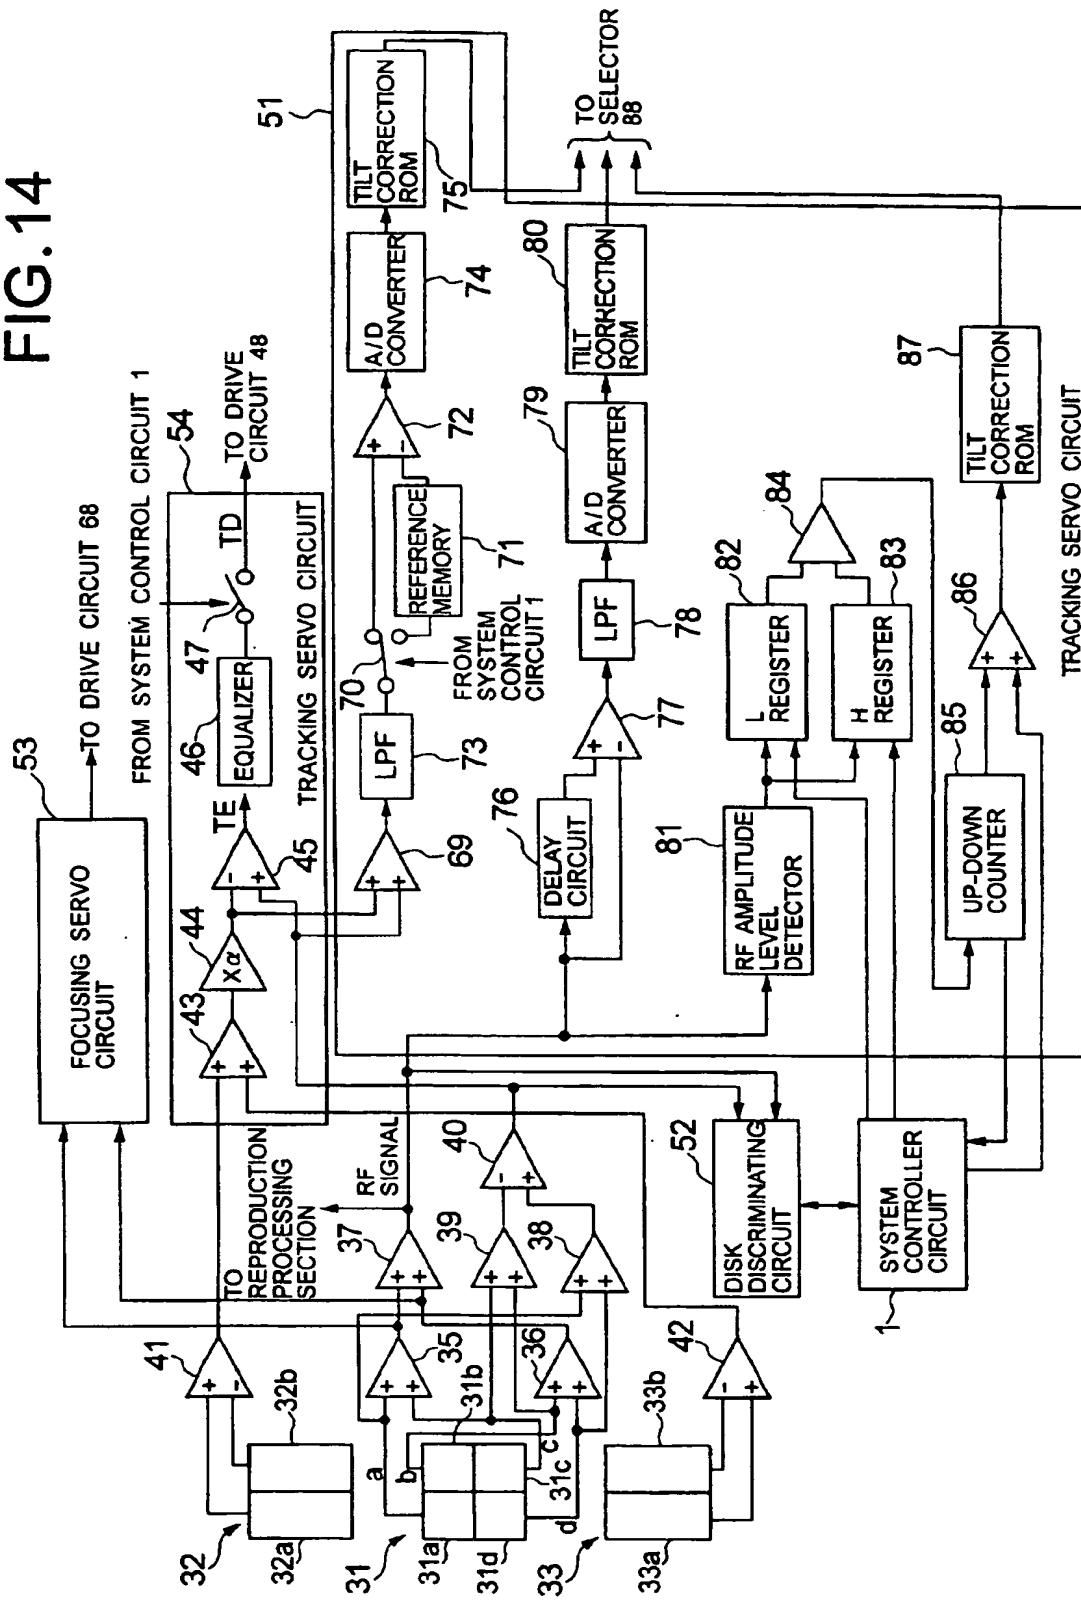 FIG.14
53
FOCUSING SERVO
CIRCUIT
TO DRIVE CIRCUIT 68
FROM SYSTEM CONTROL CIRCUIT 1
54
TO DRIVE
CIRCUIT 48
41
+
−
32
32a
32b
43
+
+
44
Xα
TE
−
+
45
46
EQUALIZER
47
TD
TRACKING SERVO CIRCUIT
TO
REPRODUCTION
PROCESSING
SECTION
RF
SIGNAL
51
31
31a
31b
31c
31d
a
b
c
d
35
+
+
36
+
+
37
+
+
39
+
+
38
+
+
40
−
+
69
+
+
73
LPF
70
FROM
SYSTEM
CONTROL
CIRCUIT1
REFERENCE
MEMORY
71
72
+
−
A/D
CONVERTER
74
TILT
CORRECTION
ROM
75
76
DELAY
CIRCUIT
77
+
−
LPF
78
79
A/D
CONVERTER
80
TILT
CORRECTION
ROM
TO
SELECTOR
88
33
33a
33b
42
−
+
52
DISK
DISCRIMINATING
CIRCUIT
81
RF AMPLITUDE
LEVEL
DETECTOR
82
L
REGISTER
83
H
REGISTER
84
1
SYSTEM
CONTROLLER
CIRCUIT
85
UP-DOWN
COUNTER
86
+
+
87
TILT
CORRECTION
ROM
TRACKING SERVO CIRCUIT